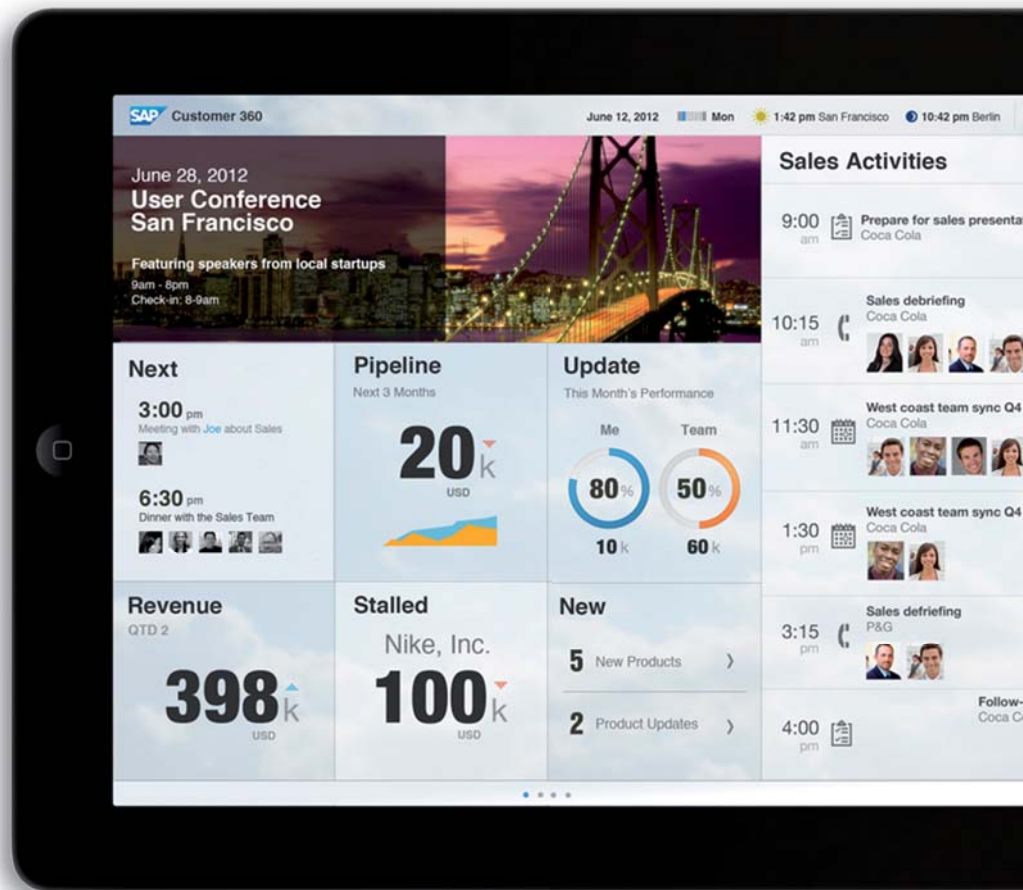 SAP Customer 360
June 12, 2012 Mon 1:42 pm San Francisco 10:42 pm Berlin
June 28, 2012
User Conference
San Francisco
Featuring speakers from local startups
9am - 8pm
Check-in: 8-9am
Next
3:00 pm
Meeting with Joe about Sales
6:30 pm
Dinner with the Sales Team
Pipeline
Next 3 Months
20k
USD
Update
This Month's Performance
Me Team
80% 50%
10k 60k
Revenue
QTD 2
398k
USD
Stalled
Nike, Inc.
100k
USD
New
5 New Products
2 Product Updates
Sales Activities
9:00 am
Prepare for sales presenta
Coca Cola
10:15 am
Sales debriefing
Coca Cola
11:30 am
West coast team sync Q4
Coca Cola
1:30 pm
West coast team sync Q4
Coca Cola
3:15 pm
Sales defriefing
P&G
4:00 pm
Follow-
Coca C